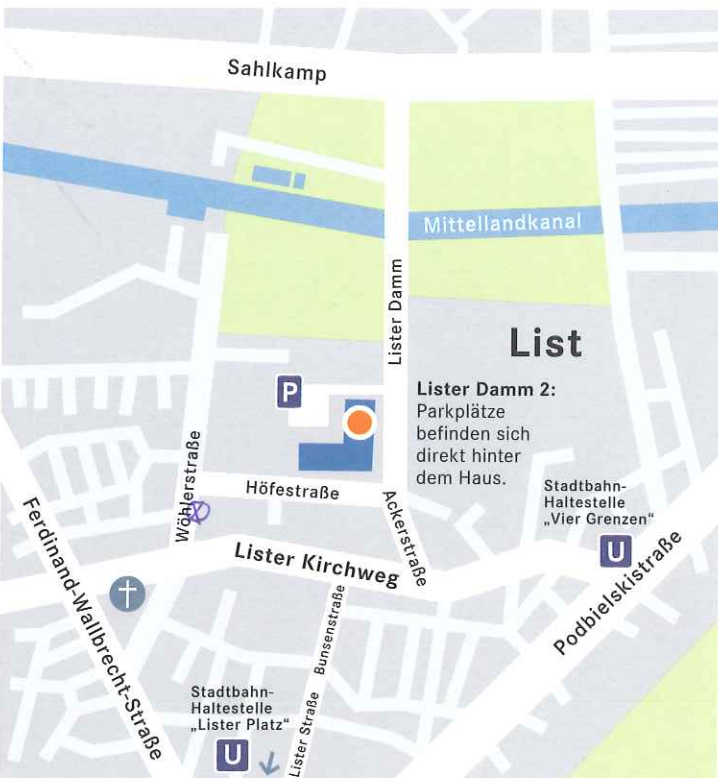 Sahlkamp
Mittellandkanal
Lister Damm
List
Lister Damm 2:
Parkplätze
befinden sich
direkt hinter
dem Haus.
P
Wöhlerstraße
Höfestraße
Ackerstraße
Stadtbahn-
Haltestelle
„Vier Grenzen“
U
Podbielskistraße
Lister Kirchweg
Ferdinand-Wallbrecht-Straße
Bunsenstraße
Lister Straße
Stadtbahn-
Haltestelle
„Lister Platz“
U